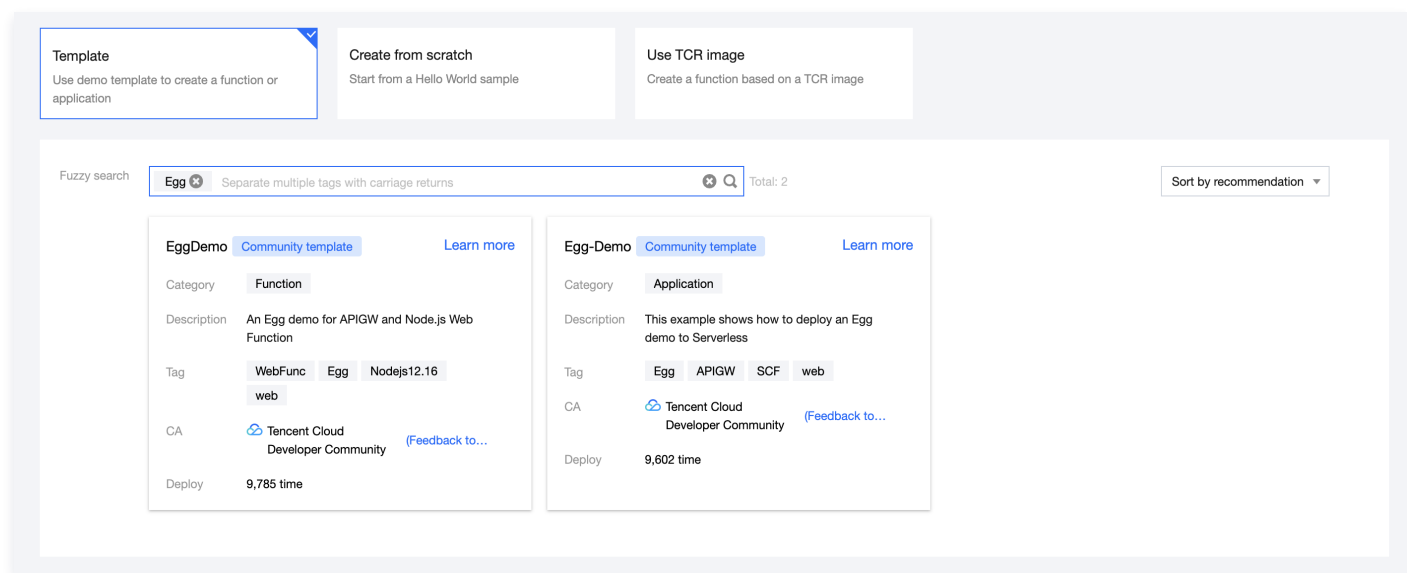 Template
Use demo template to create a function or
application
Create from scratch
Start from a Hello World sample
Use TCR image
Create a function based on a TCR image
Fuzzy search
Egg
Separate multiple tags with carriage returns
Total: 2
Sort by recommendation
EggDemo
Community template
Learn more
Category
Function
Description
An Egg demo for APIGW and Node.js Web
Function
Tag
WebFunc Egg Nodejs12.16
web
CA
Tencent Cloud
Developer Community
(Feedback to...
Deploy
9,785 time
Egg-Demo
Community template
Learn more
Category
Application
Description
This example shows how to deploy an Egg
demo to Serverless
Tag
Egg APIGW SCF web
CA
Tencent Cloud
Developer Community
(Feedback to...
Deploy
9,602 time